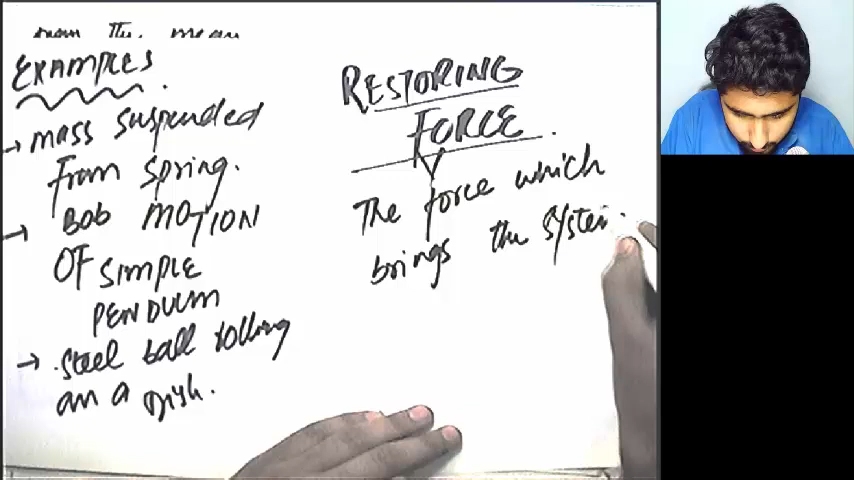 EXAMPLES.
→ mass suspended
From spring.
→ BOB MOTION
OF SIMPLE
PENDULUM
→ steel ball rolling
on a dish.
RESTORING
FORCE.
The force which
brings the system